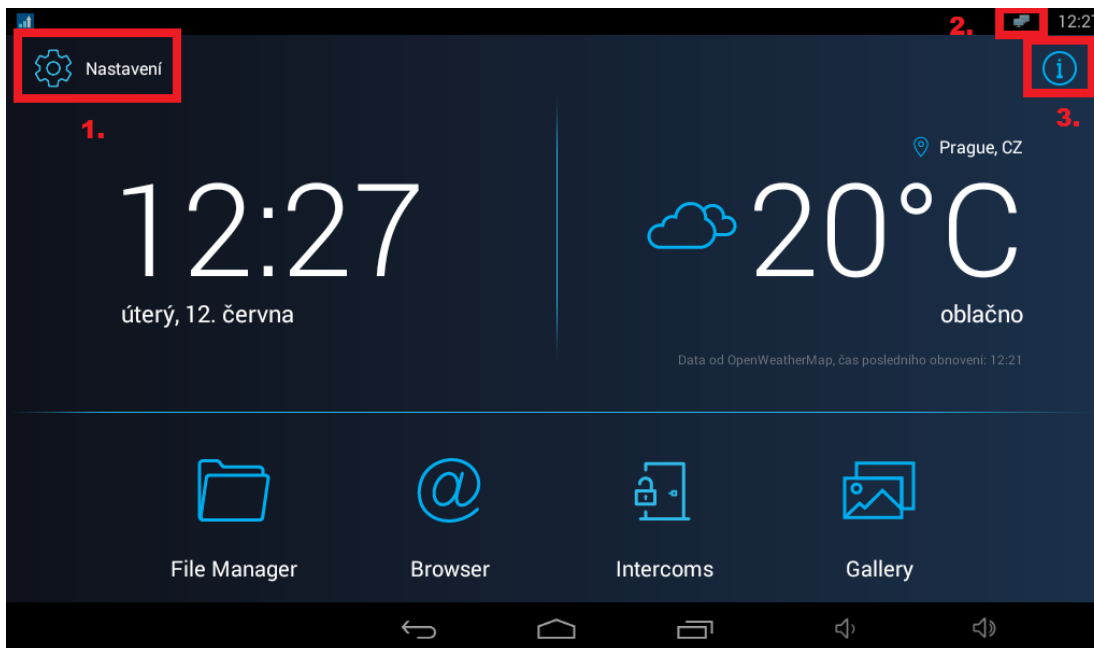 2.
12:27
Nastavení
1.
3.
Prague, CZ
12:27
20°C
úterý, 12. června
oblačno
Data od OpenWeatherMap, čas posledního obnovení: 12:21
File Manager
Browser
Intercoms
Gallery